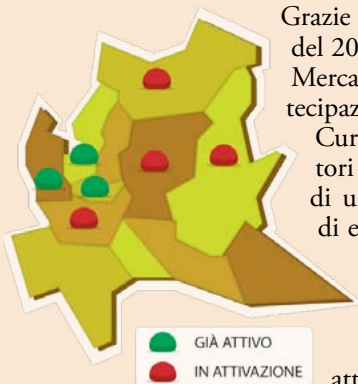 Grazie
del 20
Merca
tecipaz
Cur
tori
di u
di e
GIÀ ATTIVO
IN ATTIVAZIONE
att